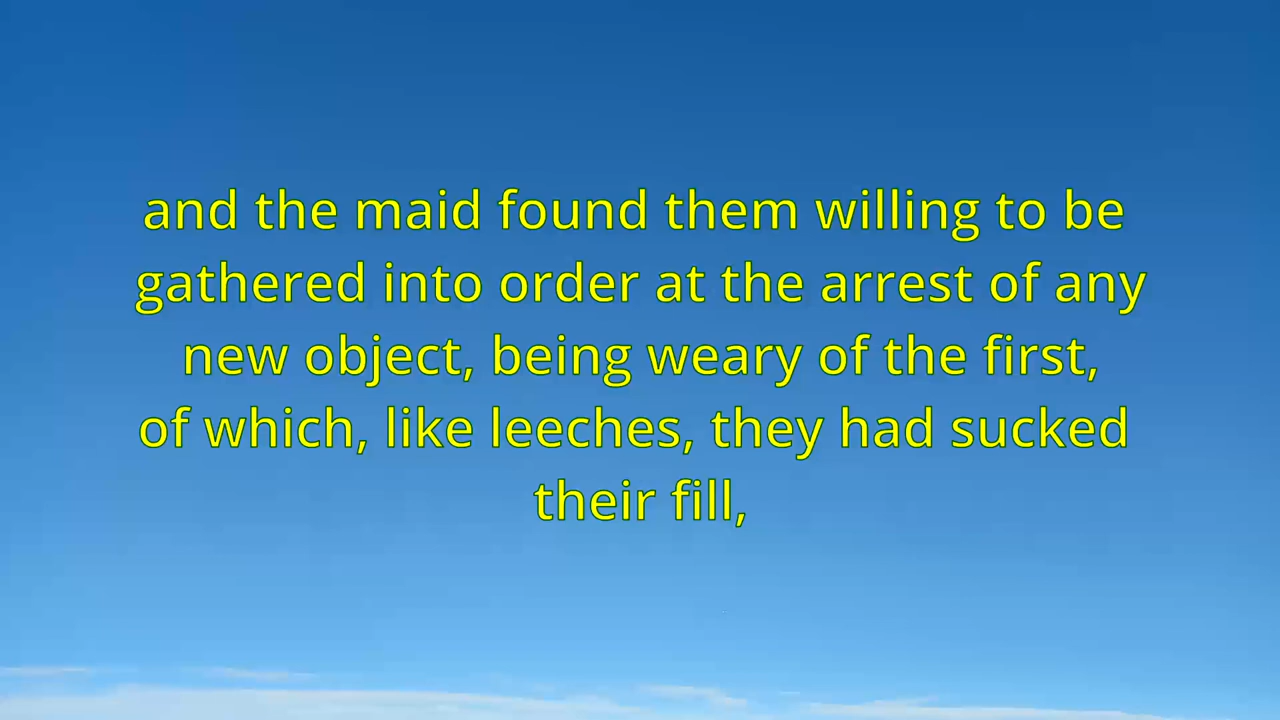 and the maid found them willing to be
gathered into order at the arrest of any
new object, being weary of the first,
of which, like leeches, they had sucked
their fill,